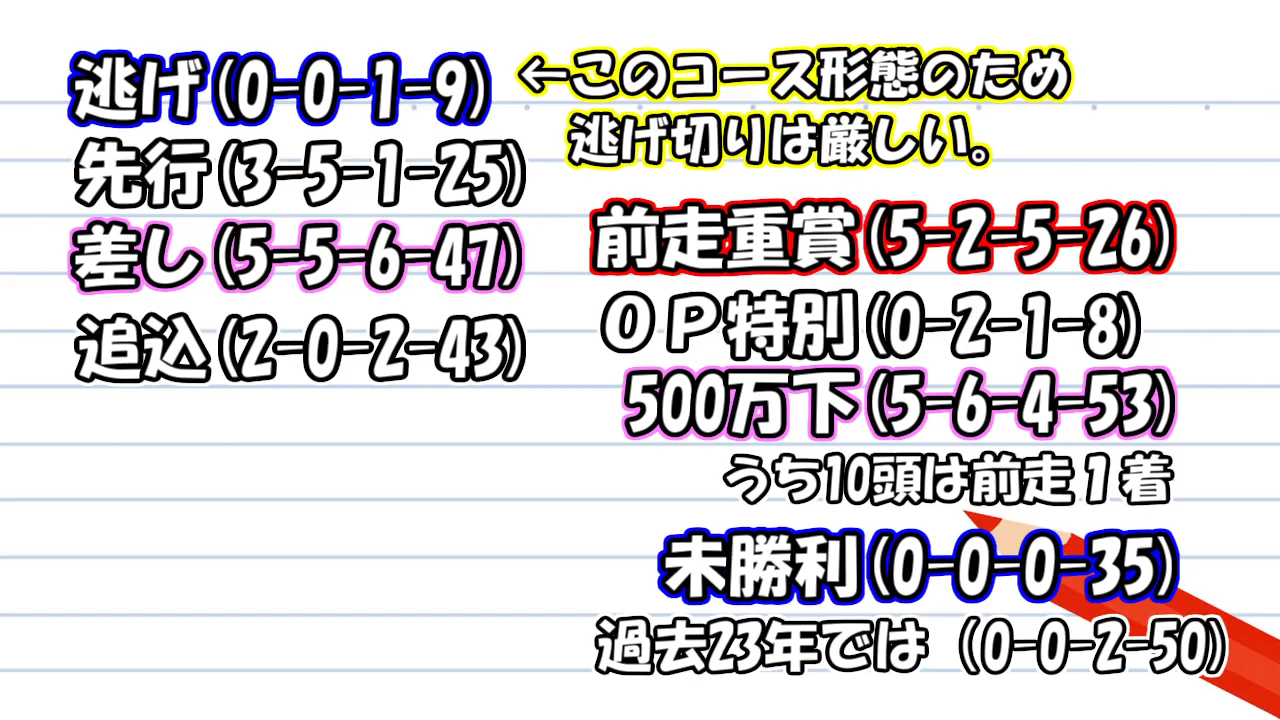 逃げ(0-0-1-9)
←このコース形態のため
逃げ切りは厳しい。
先行(3-5-1-25)
差し(5-5-6-47)
追込(2-0-2-43)
前走重賞(5-2-5-26)
OP特別(0-2-1-8)
500万下(5-6-4-53)
うち10頭は前走1着
未勝利(0-0-0-35)
過去23年では(0-0-2-50)